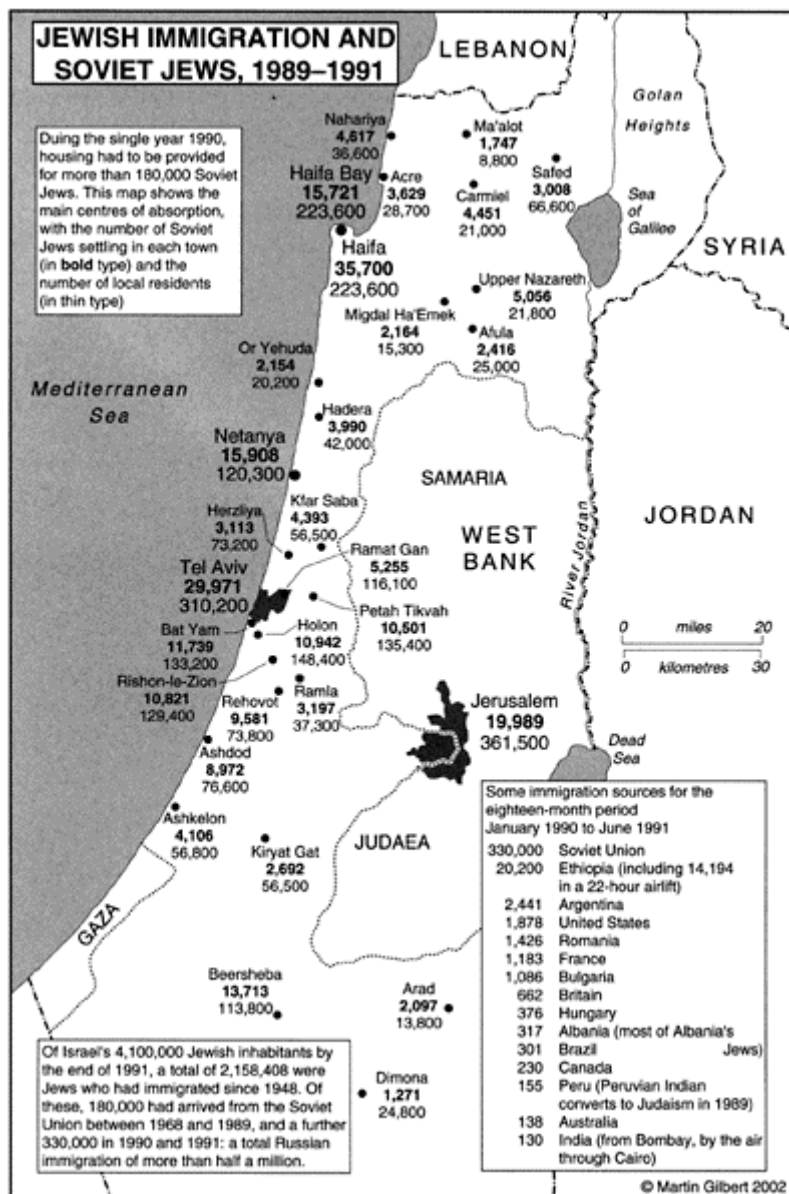 JEWISH IMMIGRATION AND
SOVIET JEWS, 1989–1991
Duing the single year 1990,
housing had to be provided
for more than 180,000 Soviet
Jews. This map shows the
main centres of absorption,
with the number of Soviet
Jews settling in each town
(in bold type) and the
number of local residents
(in thin type)
LEBANON
Golan
Heights
Nahariya
4,617
36,600
Ma'alot
1,747
8,800
Safed
3,008
66,600
Haifa Bay
15,721
223,600
Acre
3,629
28,700
Carmiel
4,451
21,000
Sea
of
Galilee
SYRIA
Haifa
35,700
223,600
Upper Nazareth
5,056
21,800
Migdal Ha'Emek
2,164
15,300
Afula
2,416
25,000
Or Yehuda
2,154
20,200
Mediterranean
Sea
Hadera
3,990
42,000
Netanya
15,908
120,300
SAMARIA
Kfar Saba
4,393
56,500
Herzliya
3,113
73,200
WEST
BANK
JORDAN
River Jordan
Ramat Gan
5,255
116,100
Tel Aviv
29,971
310,200
Petah Tikvah
10,501
135,400
Bat Yam
11,739
133,200
Holon
10,942
148,400
0 miles 20
0 kilometres 30
Rishon-le-Zion
10,821
129,400
Rehovot
9,581
73,800
Ramla
3,197
37,300
Jerusalem
19,989
361,500
Ashdod
8,972
76,600
Dead
Sea
Ashkelon
4,106
56,800
Kiryat Gat
2,692
56,500
JUDAEA
GAZA
Some immigration sources for the
eighteen-month period
January 1990 to June 1991
330,000 Soviet Union
20,200 Ethiopia (including 14,194
in a 22-hour airlift)
2,441 Argentina
1,878 United States
1,426 Romania
1,183 France
1,086 Bulgaria
662 Britain
376 Hungary
317 Albania (most of Albania's
301 Brazil Jews)
230 Canada
155 Peru (Peruvian Indian
converts to Judaism in 1989)
138 Australia
130 India (from Bombay, by the air
through Cairo)
Beersheba
13,713
113,800
Arad
2,097
13,800
Dimona
1,271
24,800
Of Israel's 4,100,000 Jewish inhabitants by
the end of 1991, a total of 2,158,408 were
Jews who had immigrated since 1948. Of
these, 180,000 had arrived from the Soviet
Union between 1968 and 1989, and a further
330,000 in 1990 and 1991: a total Russian
immigration of more than half a million.
© Martin Gilbert 2002